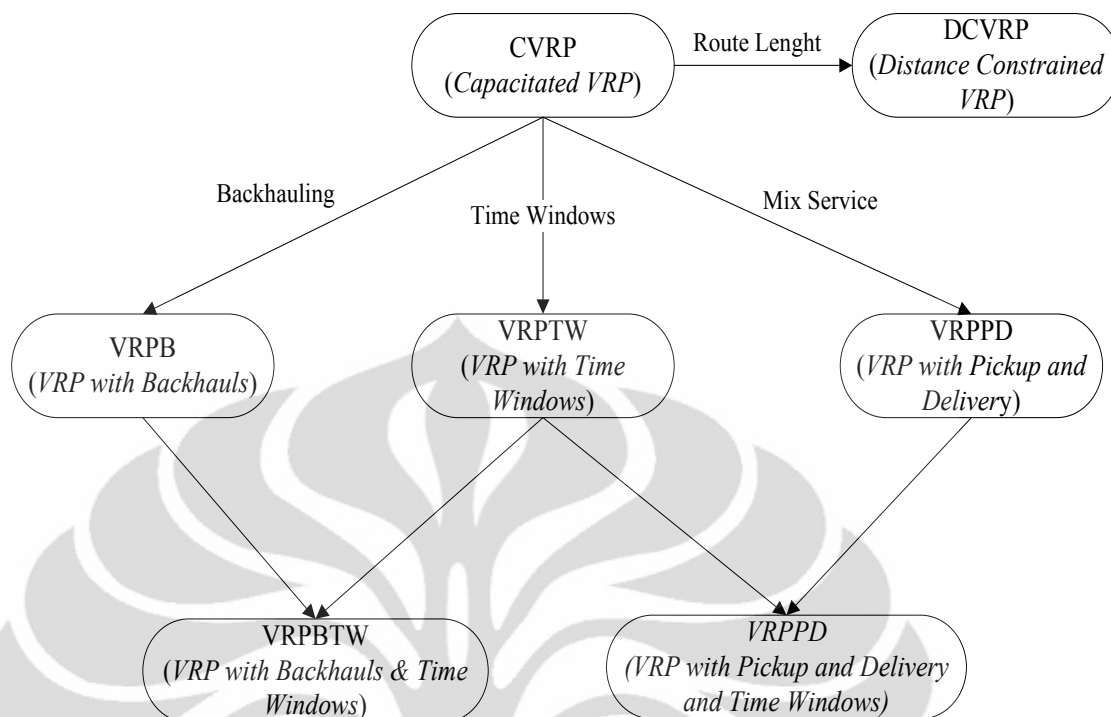 CVRP
(Capacitated VRP)
Route Lenght
DCVRP
(Distance Constrained
VRP)
Backhauling
Time Windows
Mix Service
VRPB
(VRP with Backhauls)
VRPTW
(VRP with Time
Windows)
VRPPD
(VRP with Pickup and
Delivery)
VRPBTW
(VRP with Backhauls & Time
Windows)
VRPPD
(VRP with Pickup and Delivery
and Time Windows)